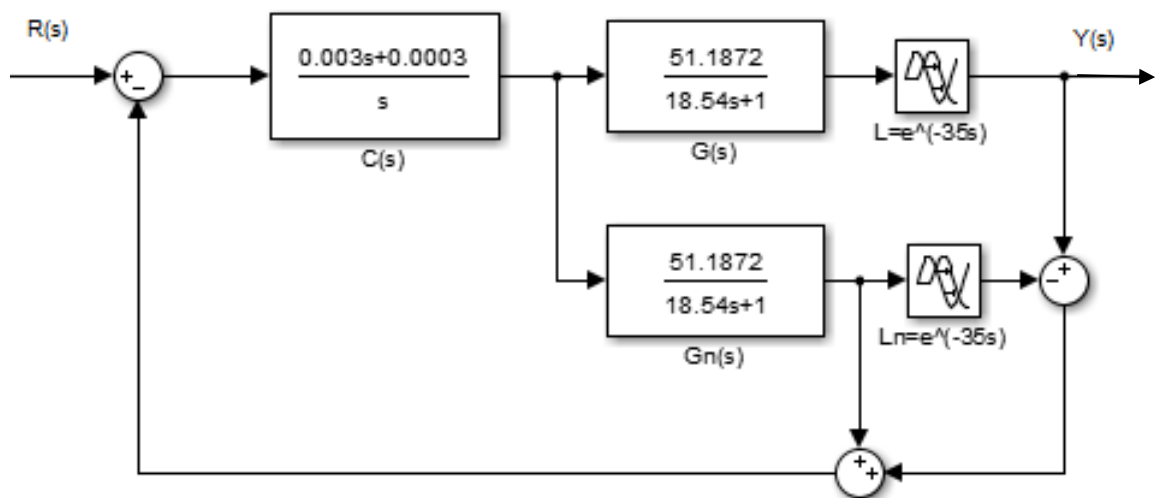 R(s)
Y(s)
+
−
0.003s+0.0003
s
C(s)
51.1872
18.54s+1
G(s)
L=e^(-35s)
51.1872
18.54s+1
Gn(s)
Ln=e^(-35s)
+
−
+
+